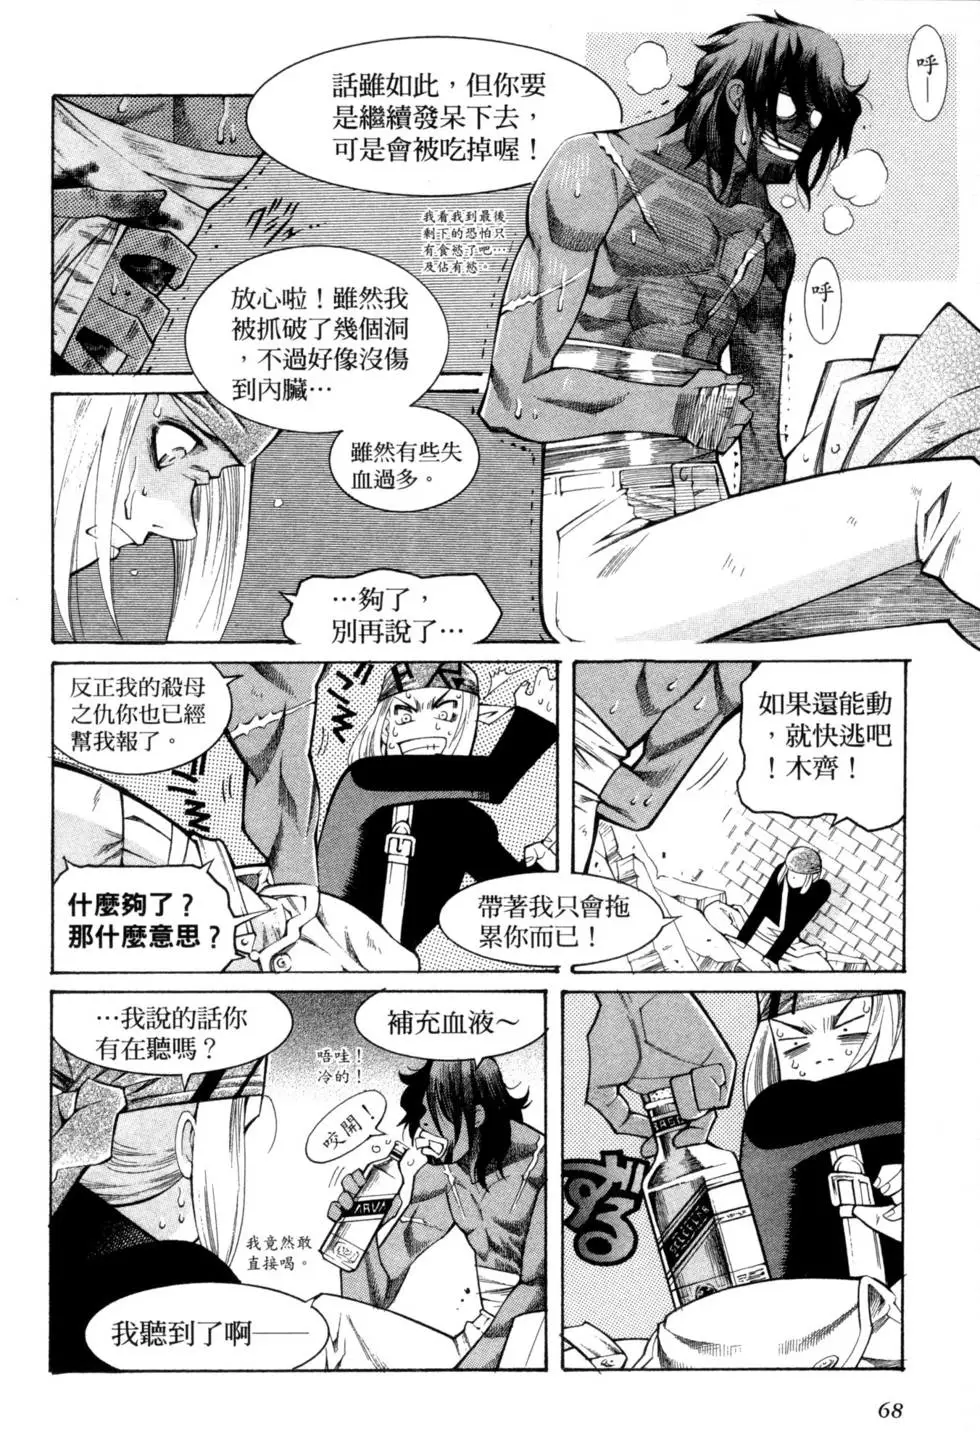 呼—
話雖如此，但你要
是繼續發呆下去，
可是會被吃掉喔！
我看我到最後
剩下的恐怕只
有食慾了吧…
及佔有慾。
呼—
放心啦！雖然我
被抓破了幾個洞
，不過好像沒傷
到內臟…
雖然有些失
血過多。
…夠了，
別再說了…
如果還能動
，就快逃吧
！木齊！
帶著我只會拖
累你而已！
反正我的殺母
之仇你也已經
幫我報了。
什麼夠了？
那什麼意思？
ずる
補充血液～
唔哇！
冷的！
咬開！
我竟然敢
直接喝。
…我說的話你
有在聽嗎？
我聽到了啊——
68